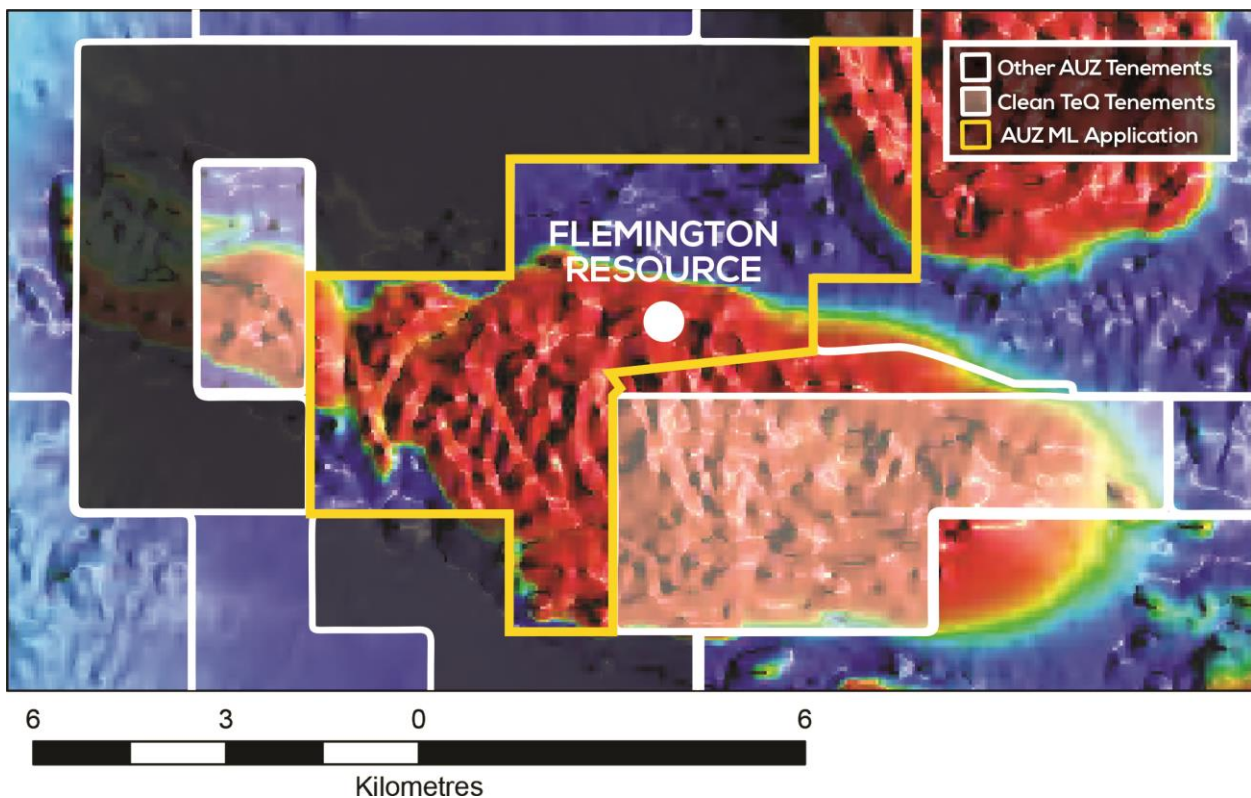 Other AUZ Tenements
Clean TeQ Tenements
AUZ ML Application
FLEMINGTON
RESOURCE
6 3 0 6
Kilometres